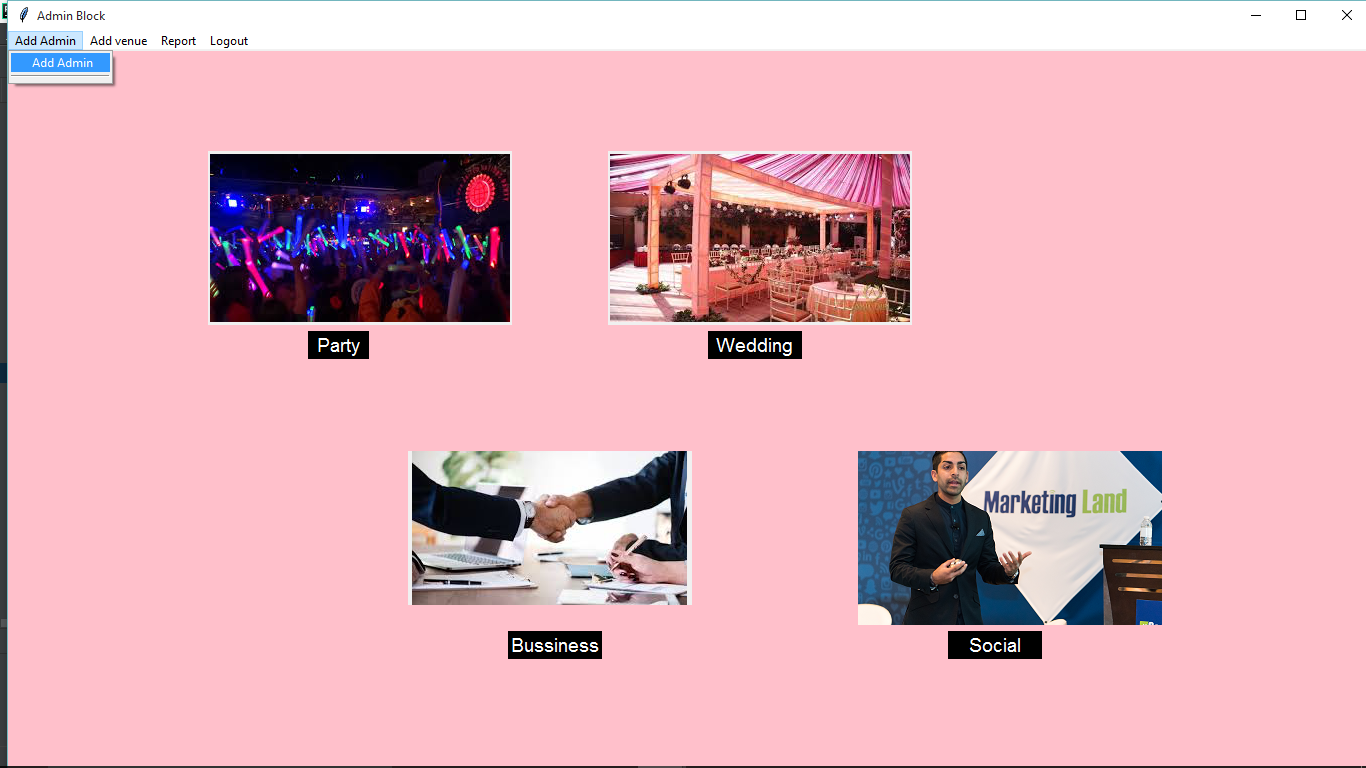 Admin Block
Add Admin Add venue Report Logout
Add Admin
Party
Wedding
Marketing Land
Bussiness
Social